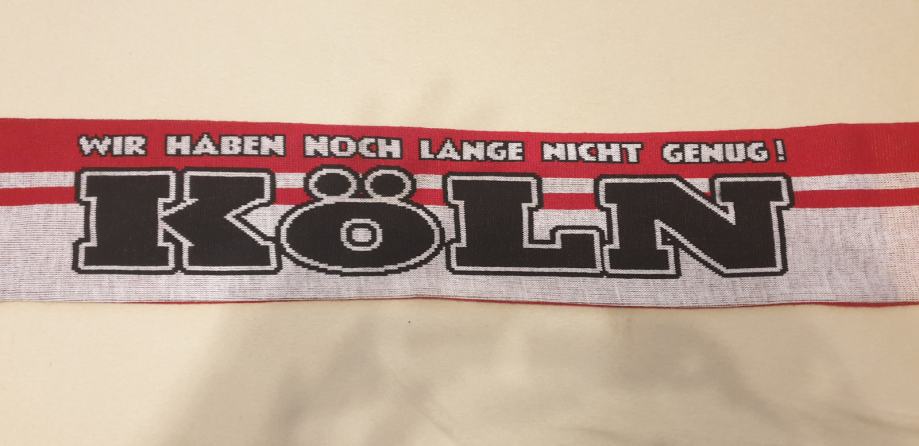 WIR HABEN NOCH LANGE NICHT GENUG!
KÖLN